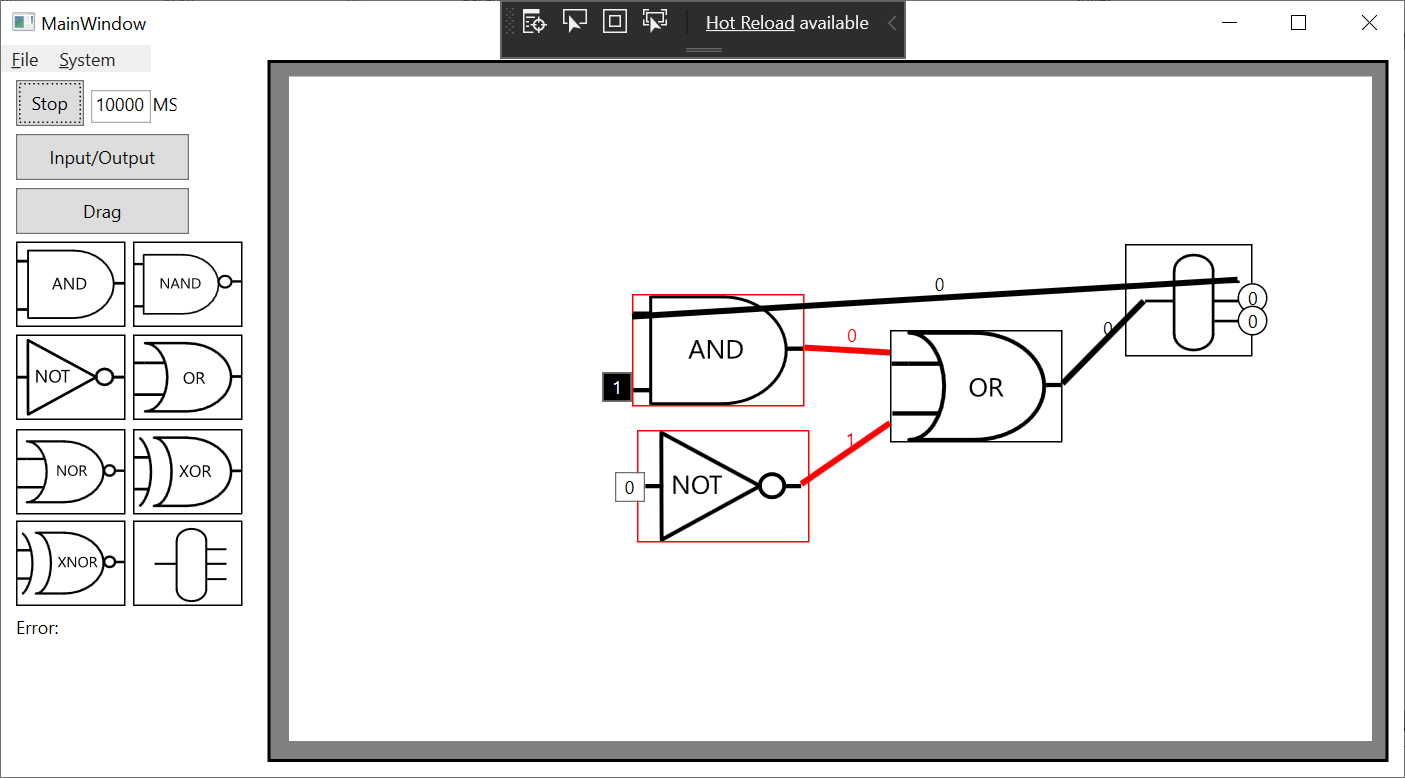 MainWindow
Hot Reload available
File System
Stop 10000 MS
Input/Output
Drag
AND NAND
NOT OR
NOR XOR
XNOR
Error:
0
0
0
0
0
AND
0
OR
1
1
0
NOT